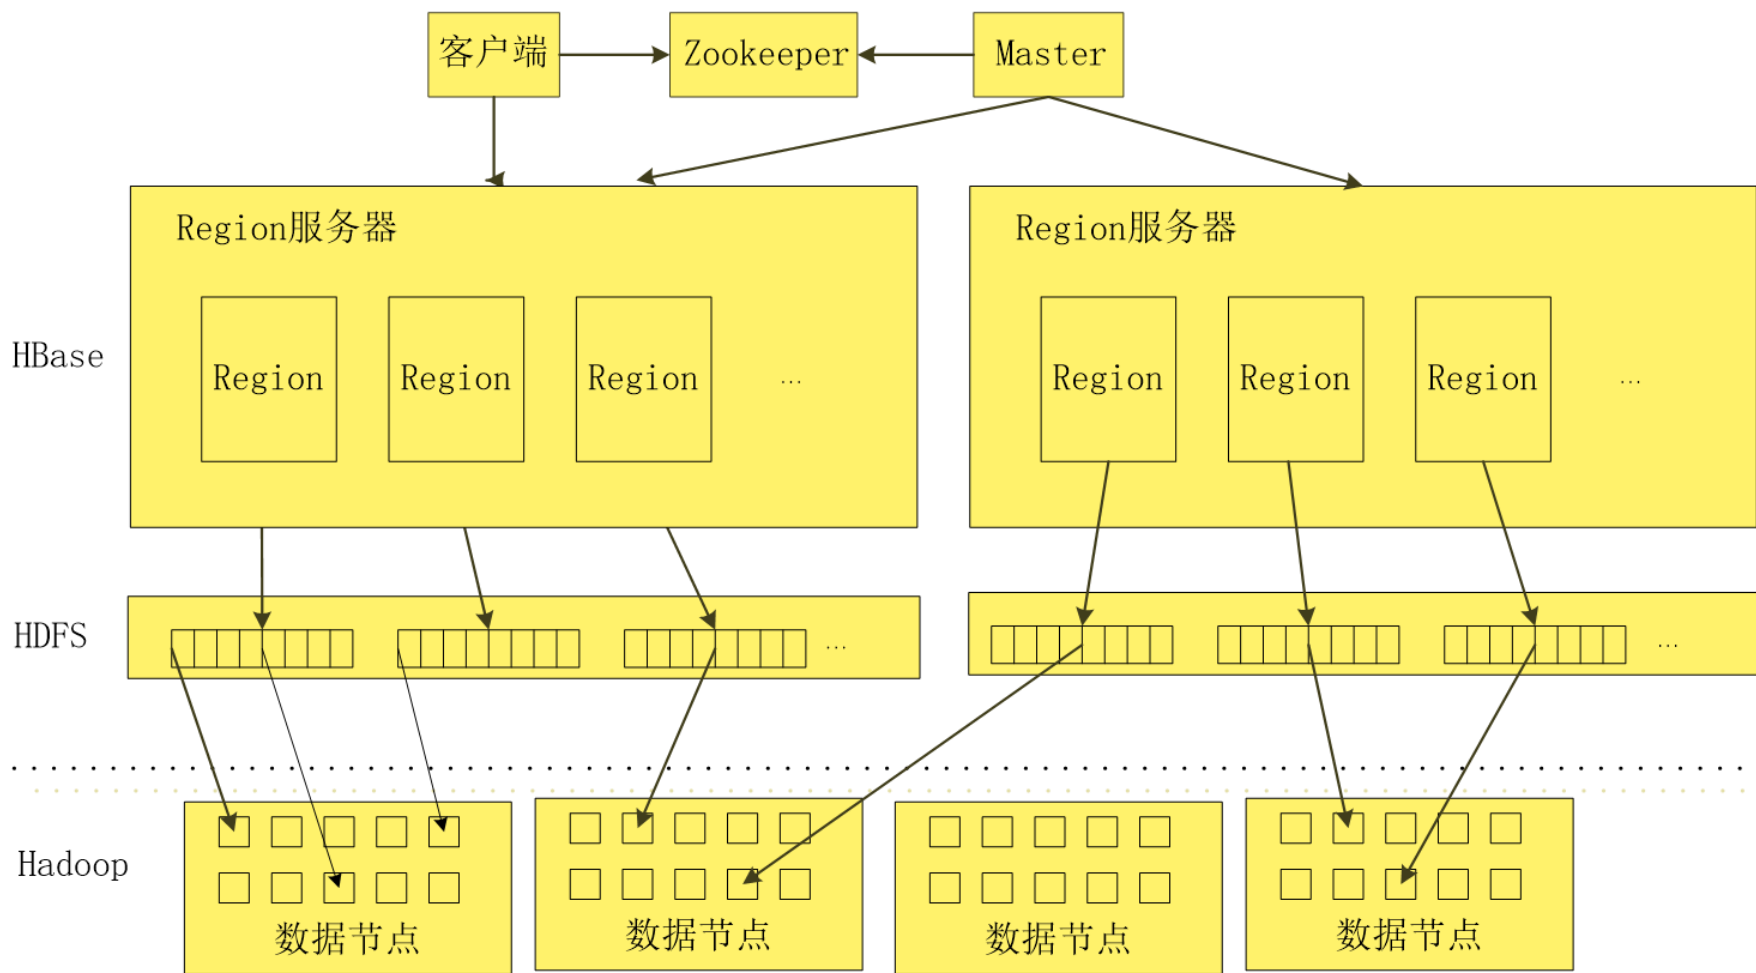 客户端
Zookeeper
Master
Region服务器
Region服务器
HBase
Region
Region
Region
...
Region
Region
Region
...
HDFS
...
...
Hadoop
数据节点
数据节点
数据节点
数据节点